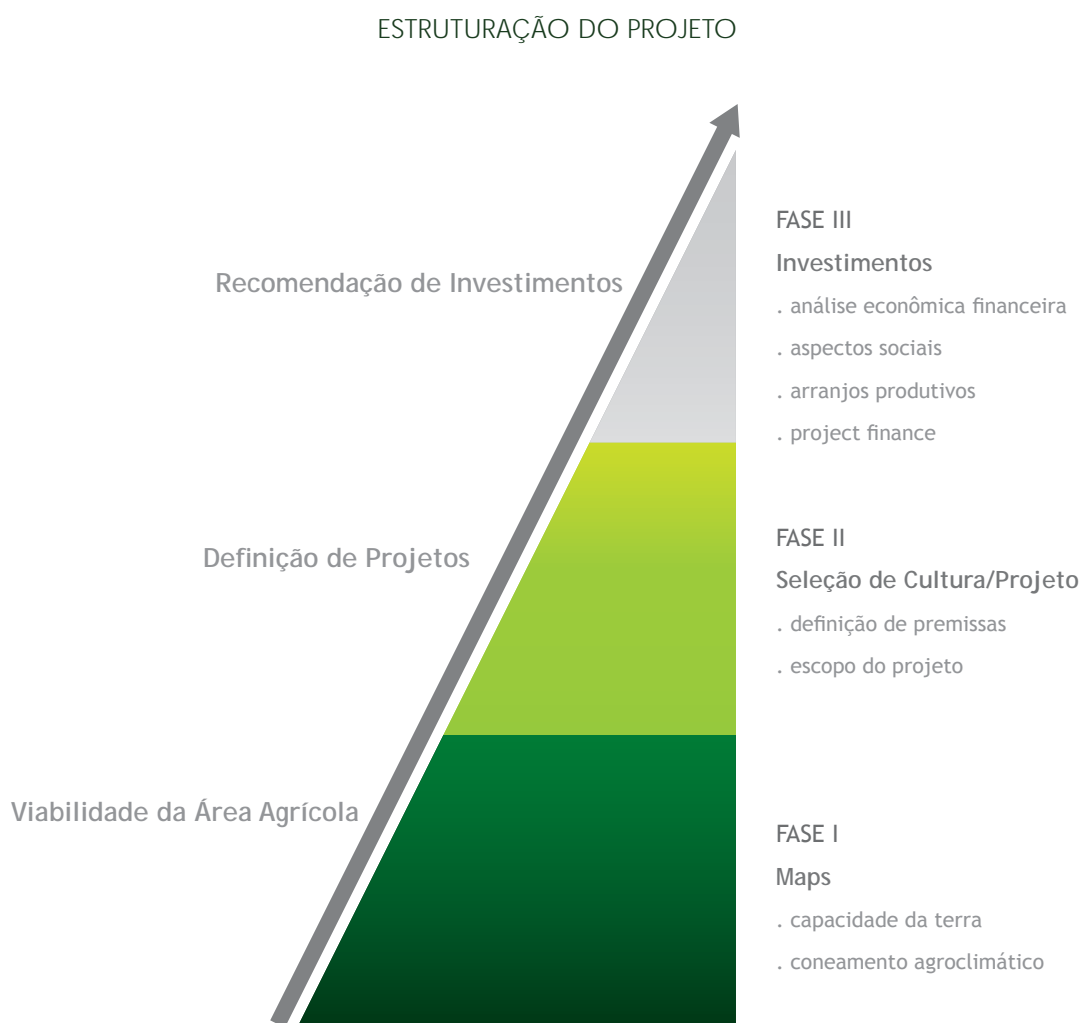 ESTRUTURAÇÃO DO PROJETO
Recomendação de Investimentos
FASE III
Investimentos
. análise econômica financeira
. aspectos sociais
. arranjos produtivos
. project finance
Definição de Projetos
FASE II
Seleção de Cultura/Projeto
. definição de premissas
. escopo do projeto
Viabilidade da Área Agrícola
FASE I
Maps
. capacidade da terra
. coneamento agroclimático